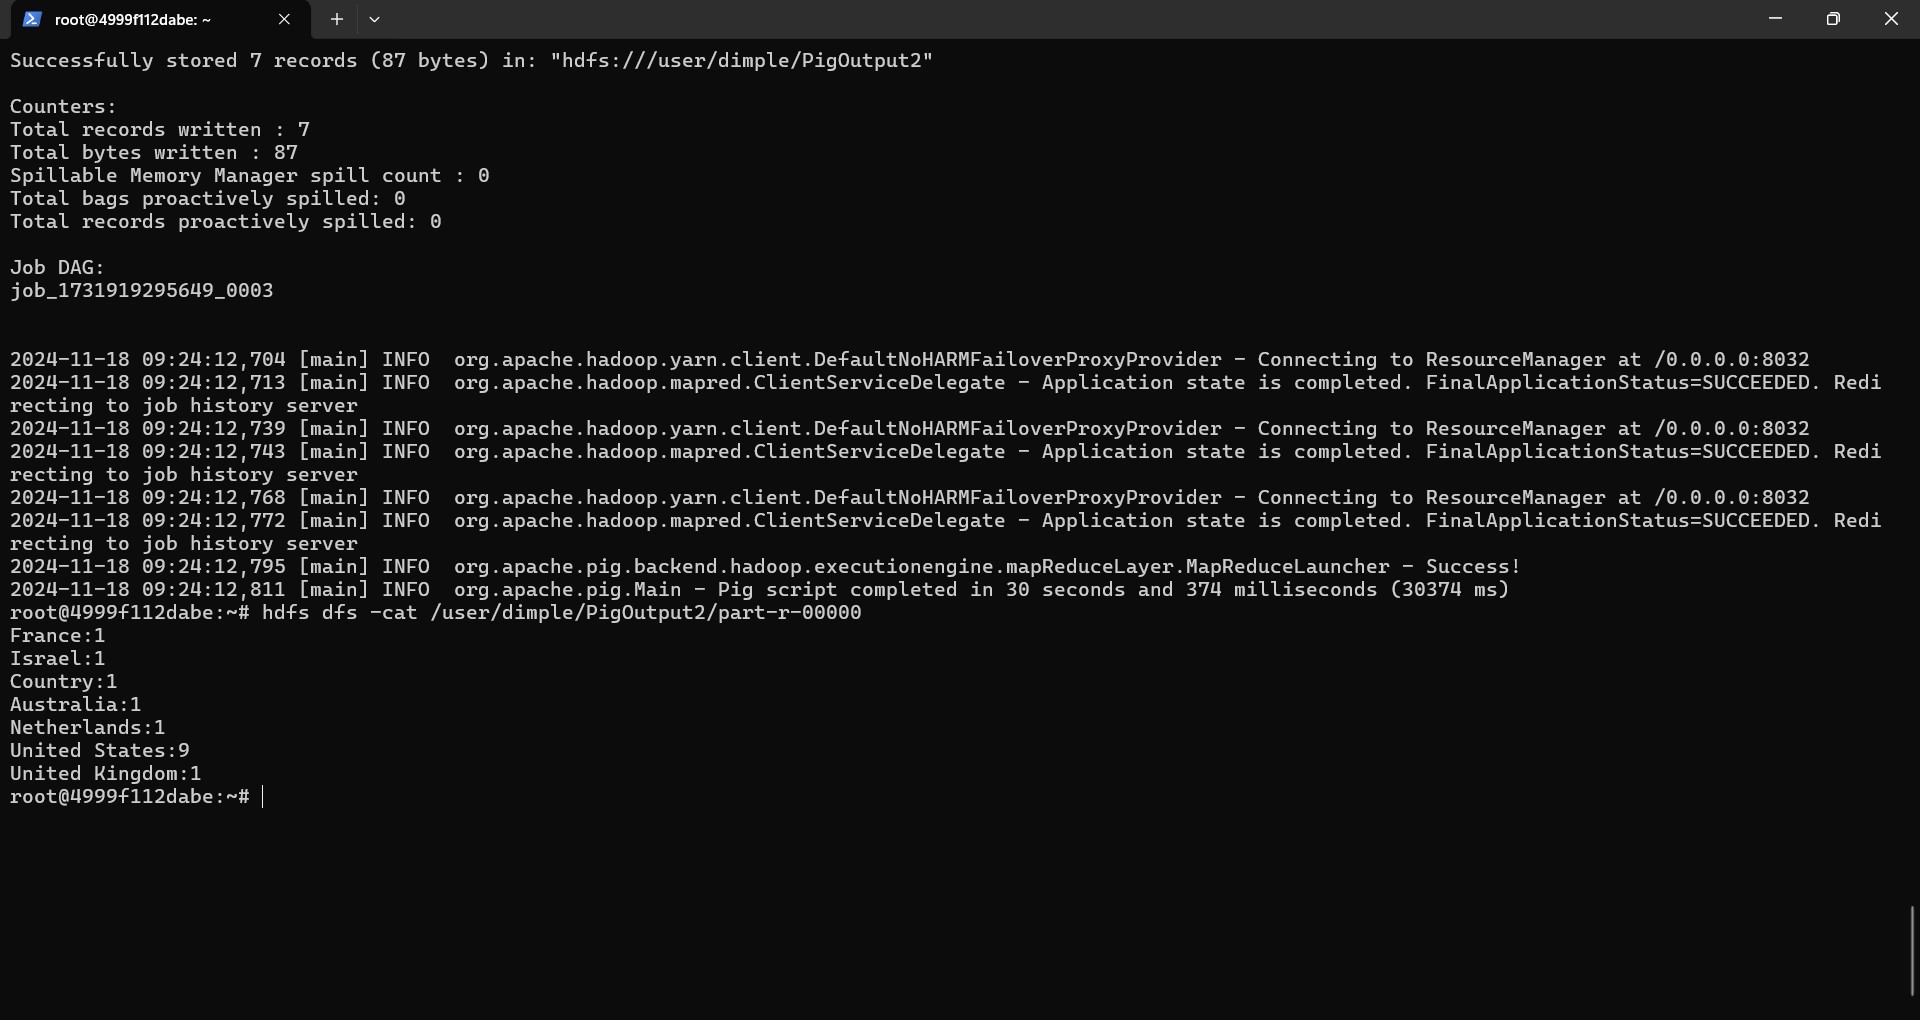 root@4999f112dabe: ~
Successfully stored 7 records (87 bytes) in: "hdfs:///user/dimple/PigOutput2"
Counters:
Total records written : 7
Total bytes written : 87
Spillable Memory Manager spill count : 0
Total bags proactively spilled: 0
Total records proactively spilled: 0
Job DAG:
job_1731919295649_0003
2024-11-18 09:24:12,704 [main] INFO  org.apache.hadoop.yarn.client.DefaultNoHARMFailoverProxyProvider - Connecting to ResourceManager at /0.0.0.0:8032
2024-11-18 09:24:12,713 [main] INFO  org.apache.hadoop.mapred.ClientServiceDelegate - Application state is completed. FinalApplicationStatus=SUCCEEDED. Redi
recting to job history server
2024-11-18 09:24:12,739 [main] INFO  org.apache.hadoop.yarn.client.DefaultNoHARMFailoverProxyProvider - Connecting to ResourceManager at /0.0.0.0:8032
2024-11-18 09:24:12,743 [main] INFO  org.apache.hadoop.mapred.ClientServiceDelegate - Application state is completed. FinalApplicationStatus=SUCCEEDED. Redi
recting to job history server
2024-11-18 09:24:12,768 [main] INFO  org.apache.hadoop.yarn.client.DefaultNoHARMFailoverProxyProvider - Connecting to ResourceManager at /0.0.0.0:8032
2024-11-18 09:24:12,772 [main] INFO  org.apache.hadoop.mapred.ClientServiceDelegate - Application state is completed. FinalApplicationStatus=SUCCEEDED. Redi
recting to job history server
2024-11-18 09:24:12,795 [main] INFO  org.apache.pig.backend.hadoop.executionengine.mapReduceLayer.MapReduceLauncher - Success!
2024-11-18 09:24:12,811 [main] INFO  org.apache.pig.Main - Pig script completed in 30 seconds and 374 milliseconds (30374 ms)
root@4999f112dabe:~# hdfs dfs -cat /user/dimple/PigOutput2/part-r-00000
France:1
Israel:1
Country:1
Australia:1
Netherlands:1
United States:9
United Kingdom:1
root@4999f112dabe:~#